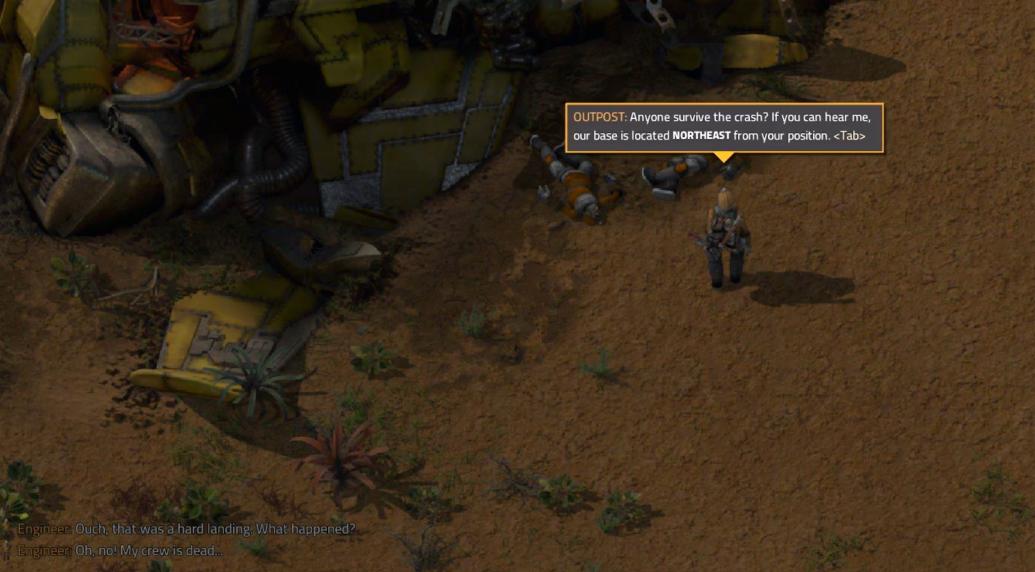 OUTPOST: Anyone survive the crash? If you can hear me,
our base is located NORTHEAST from your position. <Tab>
Engineer: Ouch, that was a hard landing. What happened?
Engineer: Oh, no! My crew is dead...